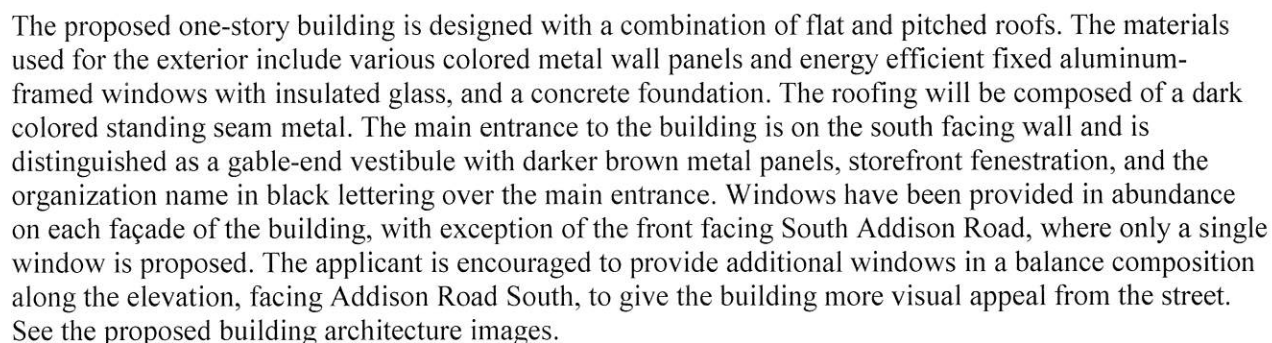 The proposed one-story building is designed with a combination of flat and pitched roofs. The materials
used for the exterior include various colored metal wall panels and energy efficient fixed aluminum-
framed windows with insulated glass, and a concrete foundation. The roofing will be composed of a dark
colored standing seam metal. The main entrance to the building is on the south facing wall and is
distinguished as a gable-end vestibule with darker brown metal panels, storefront fenestration, and the
organization name in black lettering over the main entrance. Windows have been provided in abundance
on each façade of the building, with exception of the front facing South Addison Road, where only a single
window is proposed. The applicant is encouraged to provide additional windows in a balance composition
along the elevation, facing Addison Road South, to give the building more visual appeal from the street.
See the proposed building architecture images.